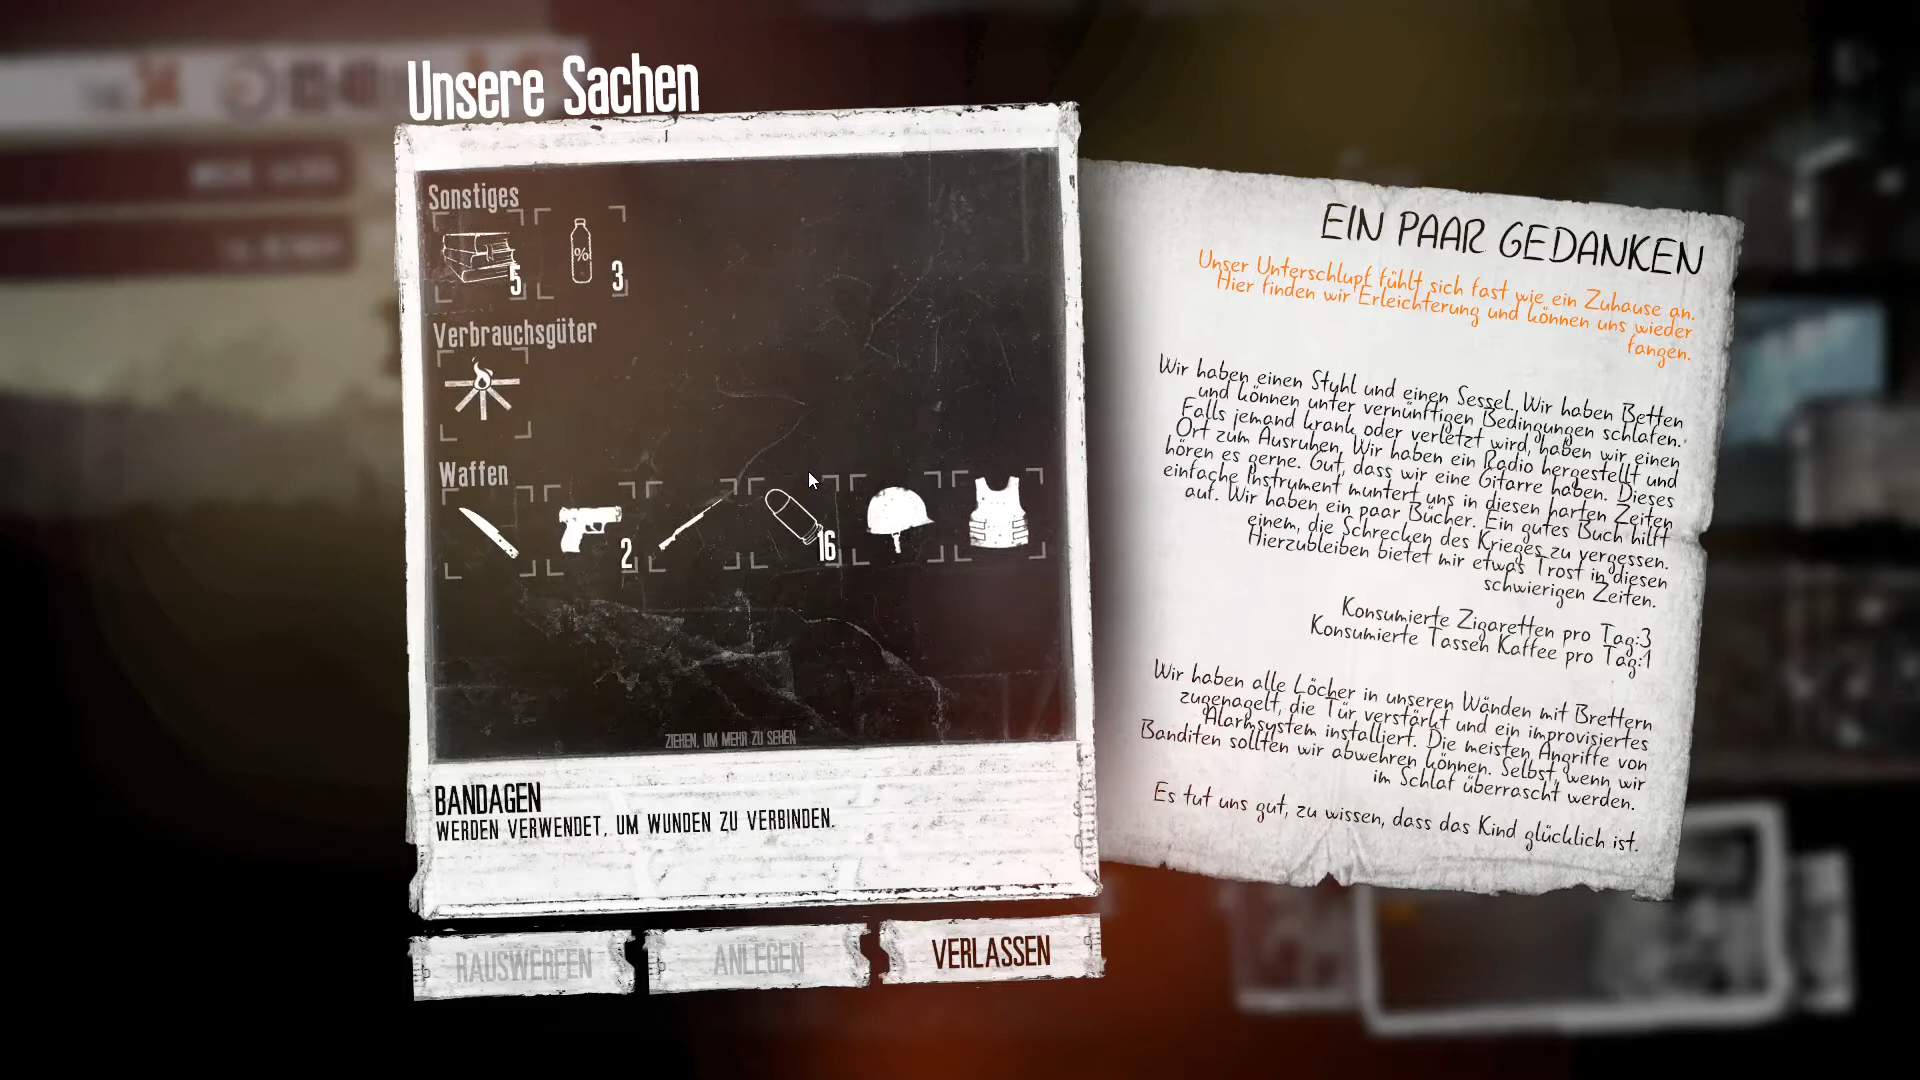 Unsere Sachen
Sonstiges
5
%
3
Verbrauchsgüter
Waffen
2
16
ZIEHEN, UM MEHR ZU SEHEN
BANDAGEN
WERDEN VERWENDET, UM WUNDEN ZU VERBINDEN.
RAUSWERFEN
ANLEGEN
VERLASSEN
EIN PAAR GEDANKEN
Unser Unterschlupf fühlt sich fast wie ein Zuhause an.
Hier finden wir Erleichterung und können uns wieder
fangen.
Wir haben einen Stuhl und einen Sessel. Wir haben Betten
und können unter vernünftigen Bedingungen schlafen.
Falls jemand krank oder verletzt wird, haben wir einen
Ort zum Ausruhen. Wir haben ein Radio hergestellt und
hören es gerne. Gut, dass wir eine Gitarre haben. Dieses
einfache Instrument muntert uns in diesen harten Zeiten
auf. Wir haben ein paar Bücher. Ein gutes Buch hilft
einem, die Schrecken des Krieges zu vergessen.
Hierzubleiben bietet mir etwas Trost in diesen
schwierigen Zeiten.
Konsumierte Zigaretten pro Tag:3
Konsumierte Tassen Kaffee pro Tag:1
Wir haben alle Löcher in unseren Wänden mit Brettern
zugenagelt, die Tür verstärkt und ein improvisiertes
Alarmsystem installiert. Die meisten Angriffe von
Banditen sollten wir abwehren können. Selbst wenn wir
im Schlaf überrascht werden.
Es tut uns gut, zu wissen, dass das Kind glücklich ist.